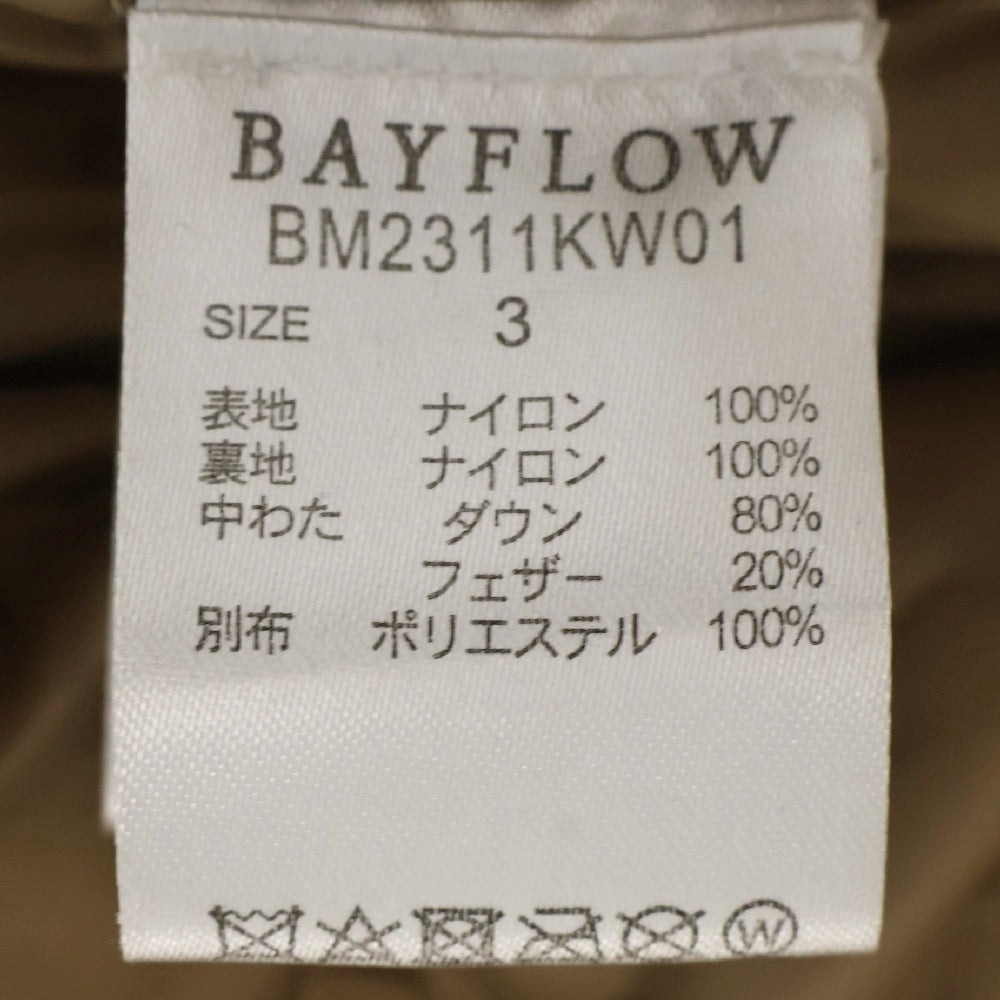 BAYFLOW
BM2311KW01
SIZE 3
表地 ナイロン 100%
裏地 ナイロン 100%
中わた ダウン 80%
フェザー 20%
別布 ポリエステル 100%
W